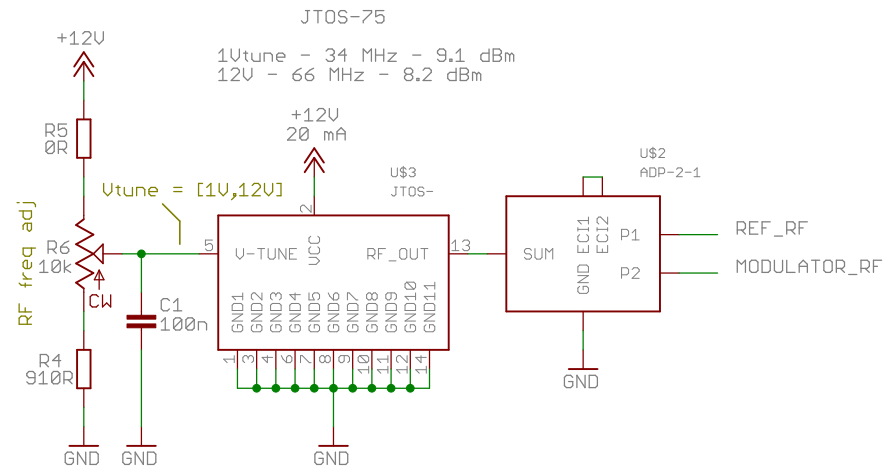 JTOS-75
1Vtune - 34 MHz - 9.1 dBm
12V - 66 MHz - 8.2 dBm
+12V
R5
0R
RF freq adj
R6
10k
CW
R4
910R
GND
Vtune = [1V,12V]
C1
100n
GND
+12V
20 mA
2
U$3
JTOS-
5
V-TUNE
VCC
RF_OUT
13
GND1
GND2
GND3
GND4
GND5
GND6
GND7
GND8
GND9
GND10
GND11
1
3
4
6
7
8
9
10
11
12
14
GND
U$2
ADP-2-1
SUM
GND
ECI1
ECI2
P1
P2
GND
REF_RF
MODULATOR_RF